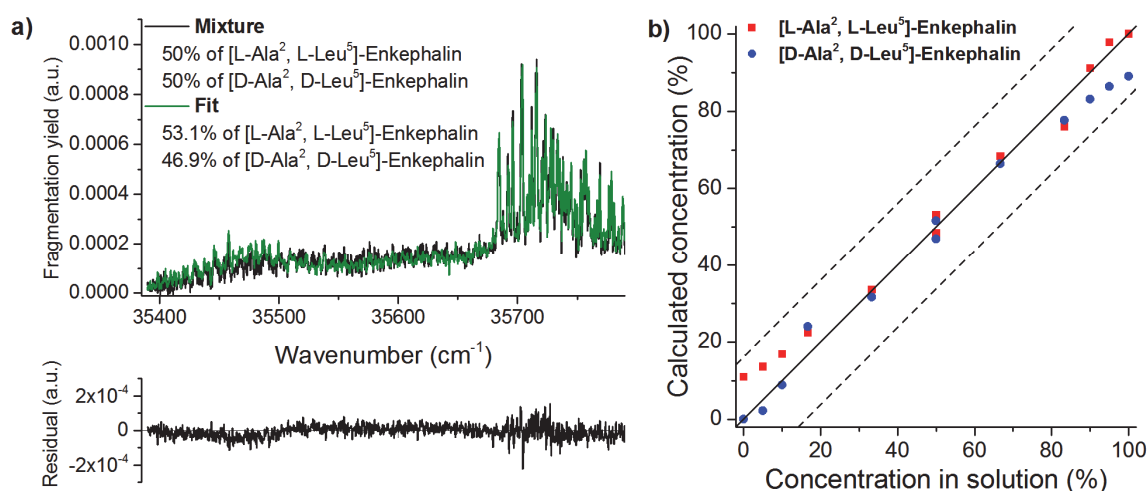 a)
Mixture
50% of [L-Ala², L-Leu⁵]-Enkephalin
50% of [D-Ala², D-Leu⁵]-Enkephalin
Fit
53.1% of [L-Ala², L-Leu⁵]-Enkephalin
46.9% of [D-Ala², D-Leu⁵]-Enkephalin
Fragmentation yield (a.u.)
0.0010
0.0008
0.0006
0.0004
0.0002
0.0000
35400 35500 35600 35700
Wavenumber (cm⁻¹)
Residual (a.u.)
2x10⁻⁴
0
-2x10⁻⁴
b)
[L-Ala², L-Leu⁵]-Enkephalin
[D-Ala², D-Leu⁵]-Enkephalin
Calculated concentration (%)
100
80
60
40
20
0
0 20 40 60 80 100
Concentration in solution (%)